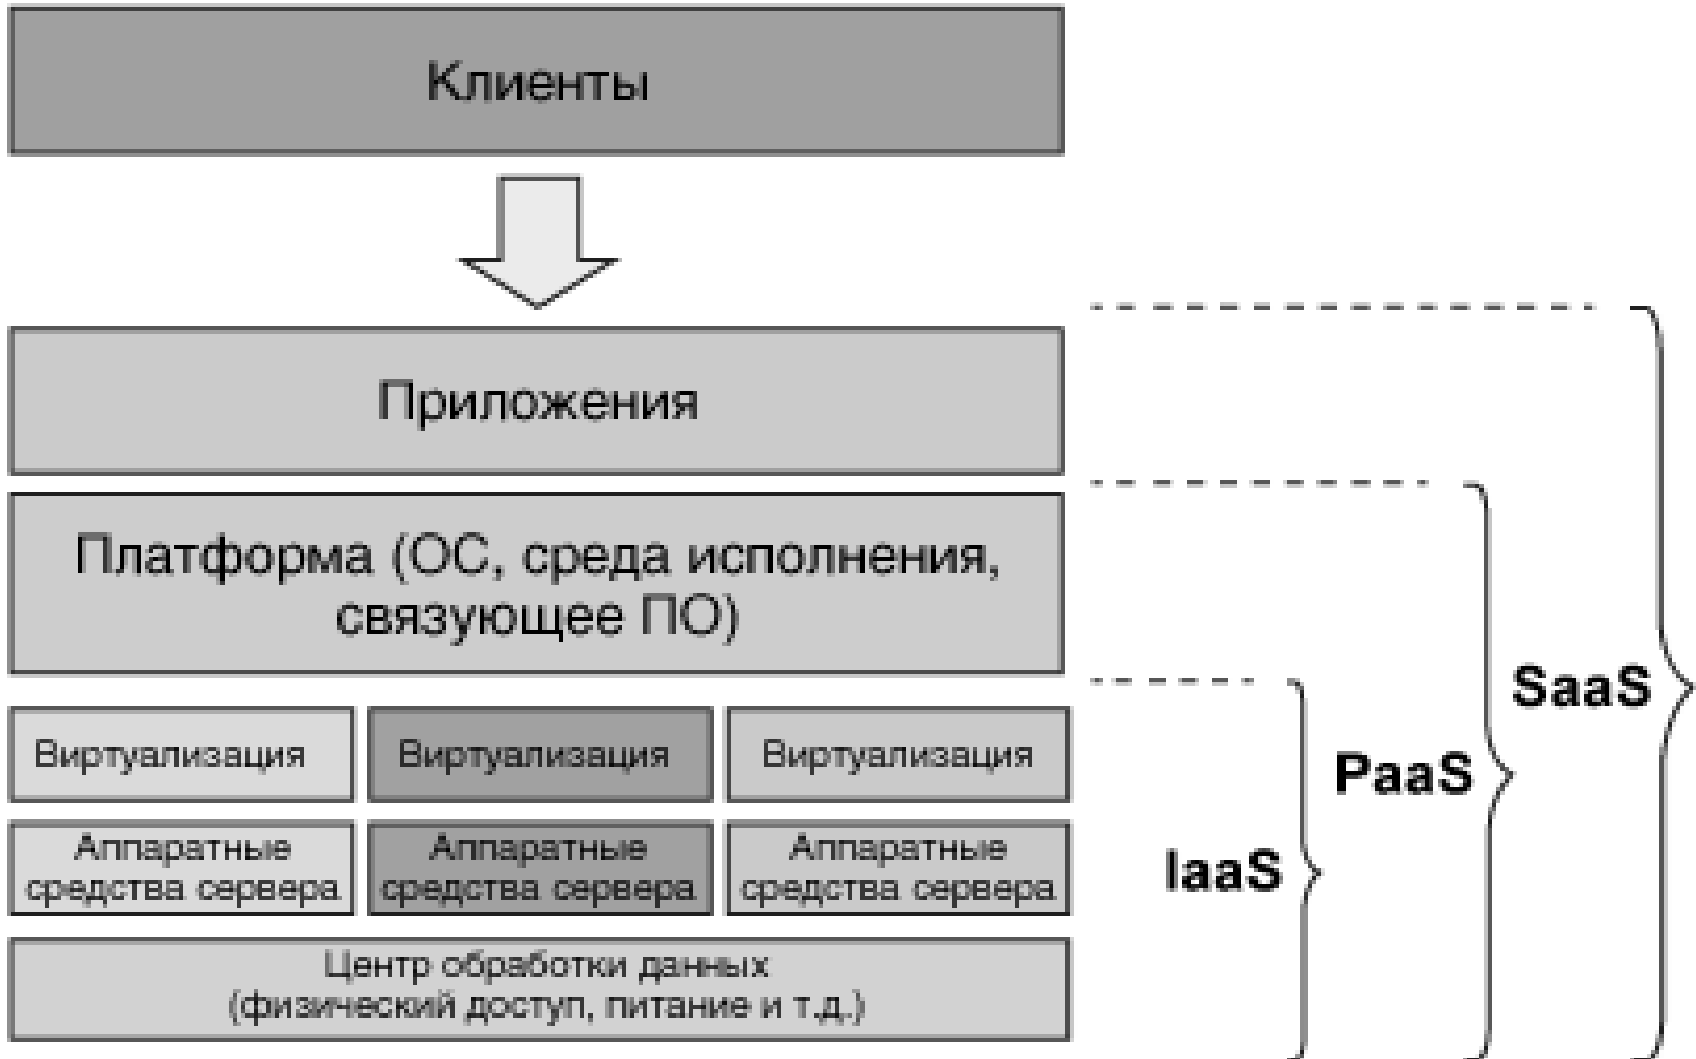 Клиенты
Приложения
Платформа (ОС, среда исполнения,
связующее ПО)
Виртуализация
Виртуализация
Виртуализация
Аппаратные
средства сервера
Аппаратные
средства сервера
Аппаратные
средства сервера
Центр обработки данных
(физический доступ, питание и т.д.)
IaaS
PaaS
SaaS